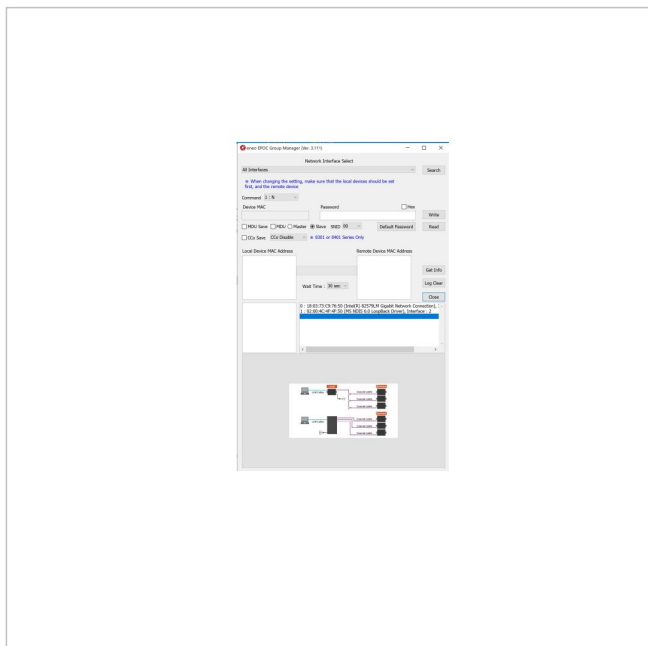 eneo EPOC Group Manager (Ver. 3.111)
Network Interface Select
All Interfaces
Search
※ When changing the setting, make sure that the local devices should be set
first, and the remote device
Command 1 : N
Device MAC
Password
Hex
Write
MDU Save
MDU
Master
Slave
SNID 00
Default Password
Read
CCo Save
CCo Disable
※ 8301 or 8401 Series Only
Local Device MAC Address
Remote Device MAC Address
Get Info
Wait Time : 30 sec
Log Clear
Close
0 : 18:03:73:C9:76:50 (Intel(R) 82579LM Gigabit Network Connection),
1 : 02:00:4C:4F:4F:50 (MS NDIS 6.0 LoopBack Driver), Interface : 2